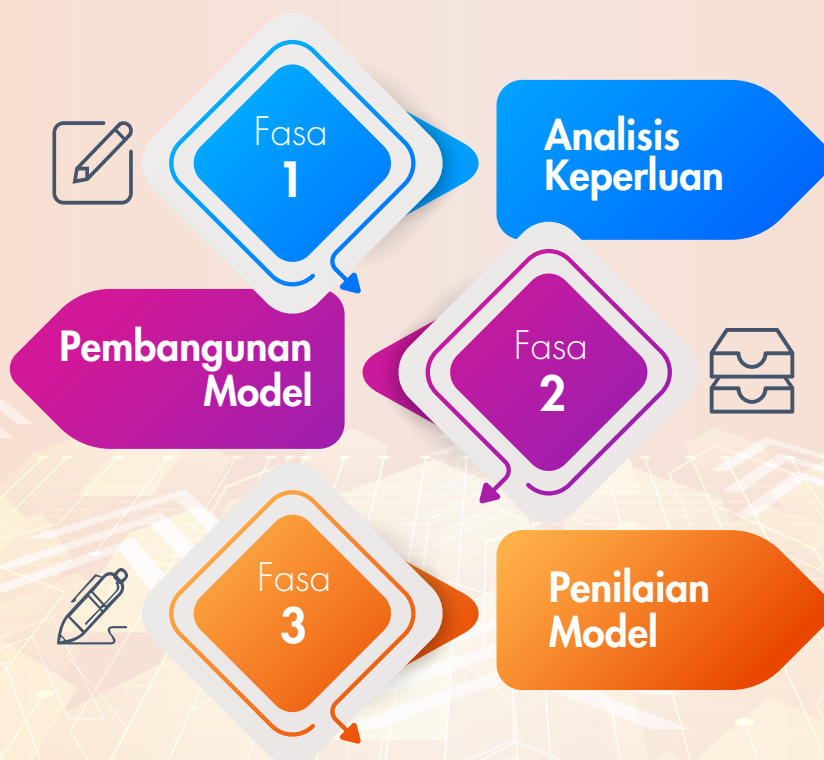 Fasa
1
Analisis
Keperluan
Pembangunan
Model
Fasa
2
Fasa
3
Penilaian
Model